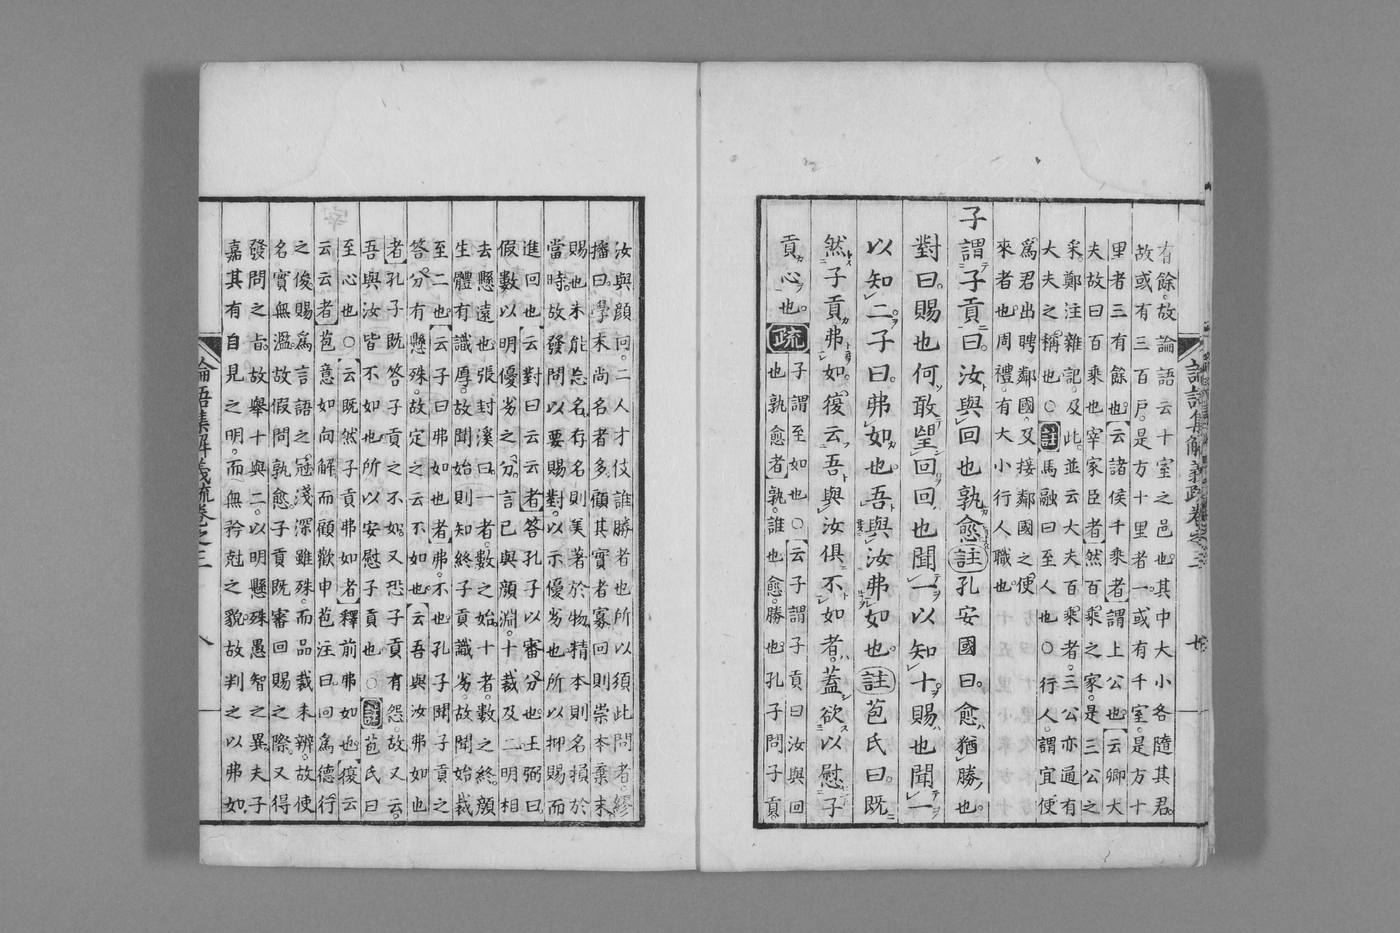 有餘故論語云十室之邑也其中大小各隨其君
故或有三百戶是方十里者一或有千室是方十
里者三有餘也云諸侯千乘者謂上公也云卿大
夫故曰百乘也宰家臣者然百乘之家是三公之
采鄭注雜記及此並云大夫百乘者三公亦通有
大夫之稱也○註馬融曰至人也○行人謂宜使
爲君出聘鄰國及接鄰國之使
來者也周禮有大小行人職也
子謂子貢曰汝與回也孰愈註孔安國曰愈猶勝也
對曰賜也何敢望回回也聞一以知十賜也聞一
以知二子曰弗如也吾與汝弗如也註苞氏曰既
然子貢弗如復云吾與汝俱不如者蓋欲以慰子
貢心也疏
子謂至如也○云子謂子貢曰汝與回
也孰愈者孰誰也愈勝也孔子問子貢
汝與顏回二人才伎誰勝者也所以須此問者繆
播曰學末尚名者多顧其實者寡回則崇本棄末
賜也未能忘名存名則美著於物精本則名損於
當時故發問以要賜對以示優劣也所以抑賜而
進回也云對曰云云者答孔子以審分也王弼曰
假數以明優劣之分言己與顏淵十裁及二明相
去懸遠也張封溪曰一者數之始十者數之終顏
生體有識厚故聞始則知終子貢識劣故聞始裁
至二也云子曰弗如也者弗不也孔子聞子貢之
答分有懸殊故定之云不如也云吾與汝弗如也
者孔子既答子貢之不如又恐子貢有怨故又云
吾與汝皆不如也所以安慰子貢也○註苞氏曰
至心也○云既然子貢弗如者釋前弗如也復云
云云者苞意如向解而顧歡申苞注曰回爲德行
之俊賜爲言語之冠淺深雖殊而品裁未辨故使
名實無濫故假問孰愈子貢既審回賜之際又得
發問之旨故舉十與二以明懸殊愚智之異夫子
嘉其有自見之明而無矜尅之貌故判之以弗如
論語集解義疏卷之三 八